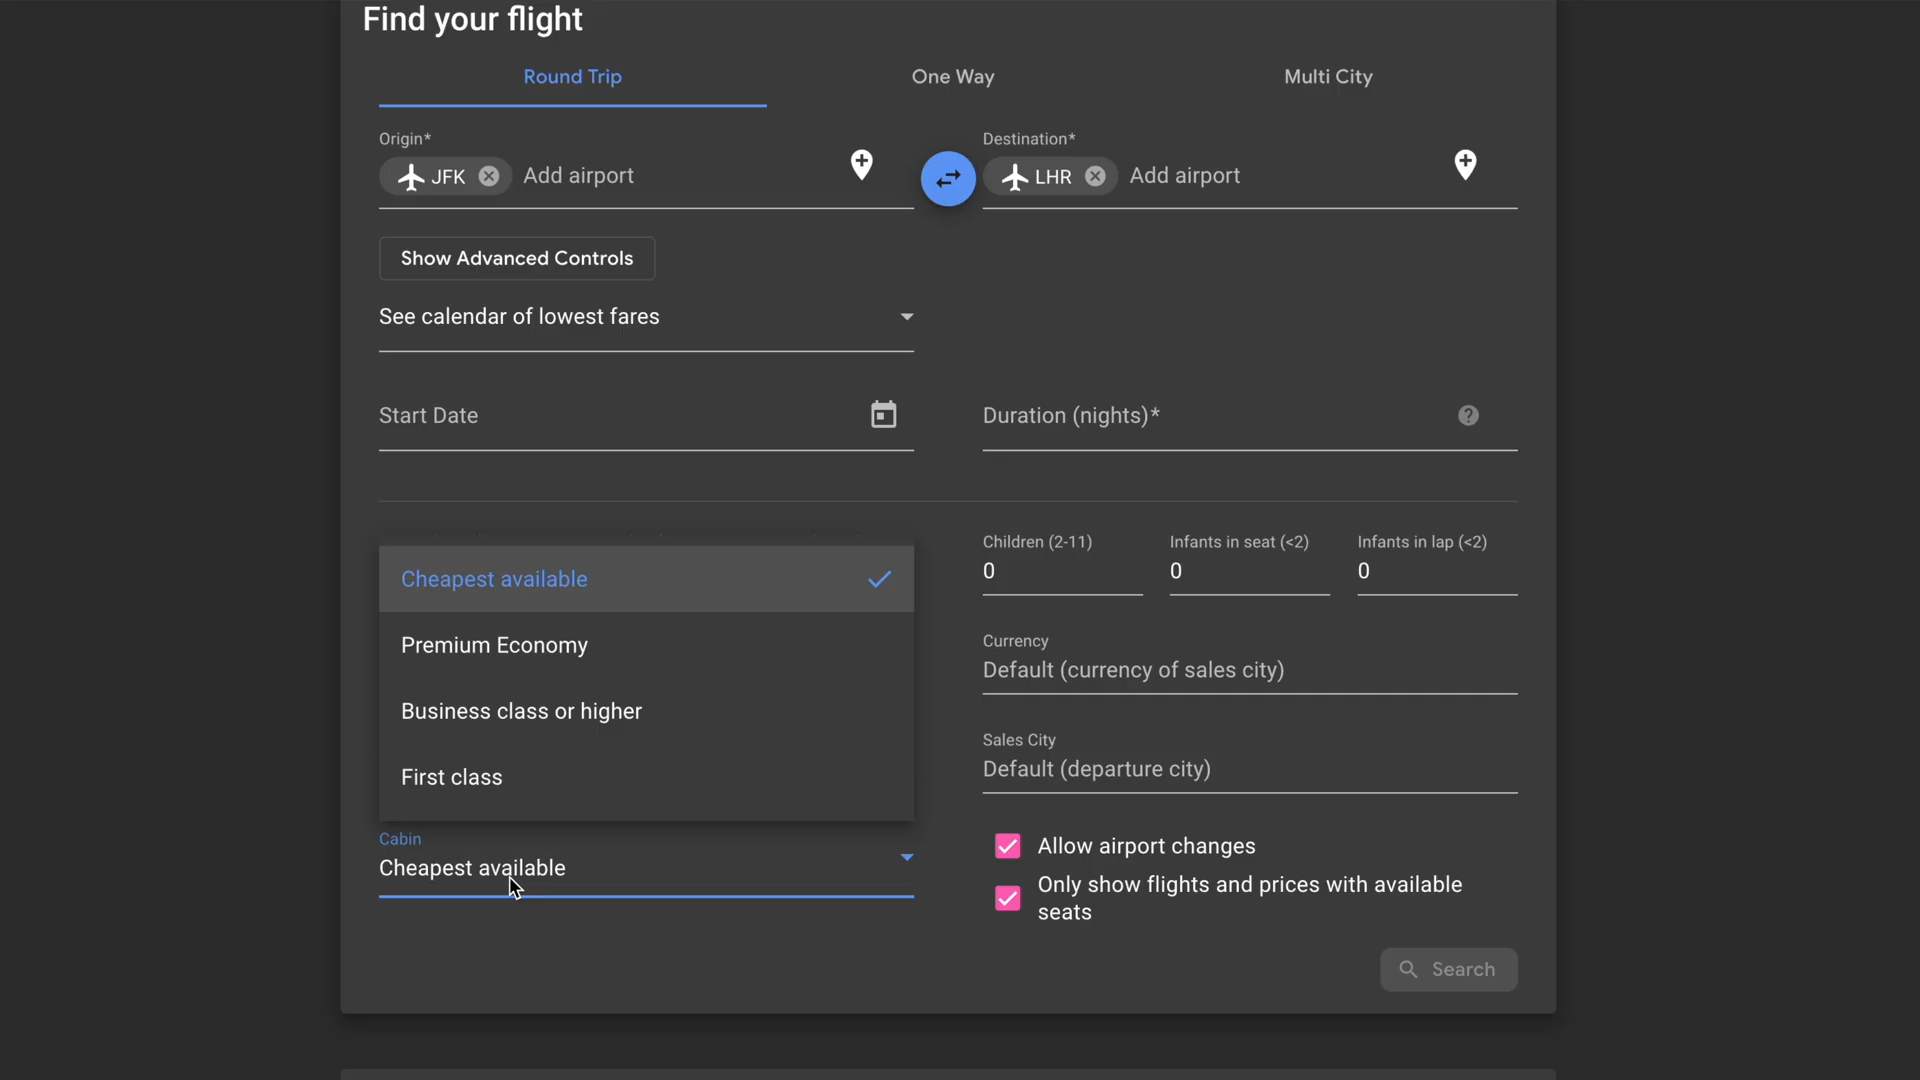 Find your flight
Round Trip
One Way
Multi City
Origin*
JFK
Add airport
Destination*
LHR
Add airport
Show Advanced Controls
See calendar of lowest fares
Start Date
Duration (nights)*
?
Children (2-11)
0
Infants in seat (<2)
0
Infants in lap (<2)
0
Cheapest available
Premium Economy
Business class or higher
First class
Currency
Default (currency of sales city)
Sales City
Default (departure city)
Cabin
Cheapest available
Allow airport changes
Only show flights and prices with available
seats
Search